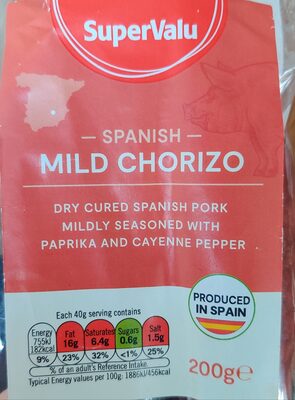 SuperValu
— SPANISH —
MILD CHORIZO
DRY CURED SPANISH PORK
MILDLY SEASONED WITH
PAPRIKA AND CAYENNE PEPPER
Each 40g serving contains
Energy 755kJ 182kcal 9%
Fat 16g 23%
Saturates 6.4g 32%
Sugars 0.6g <1%
Salt 1.5g 25%
% of an adult's Reference Intake.
Typical Energy values per 100g: 1886kJ/456kcal
PRODUCED
IN SPAIN
200g℮